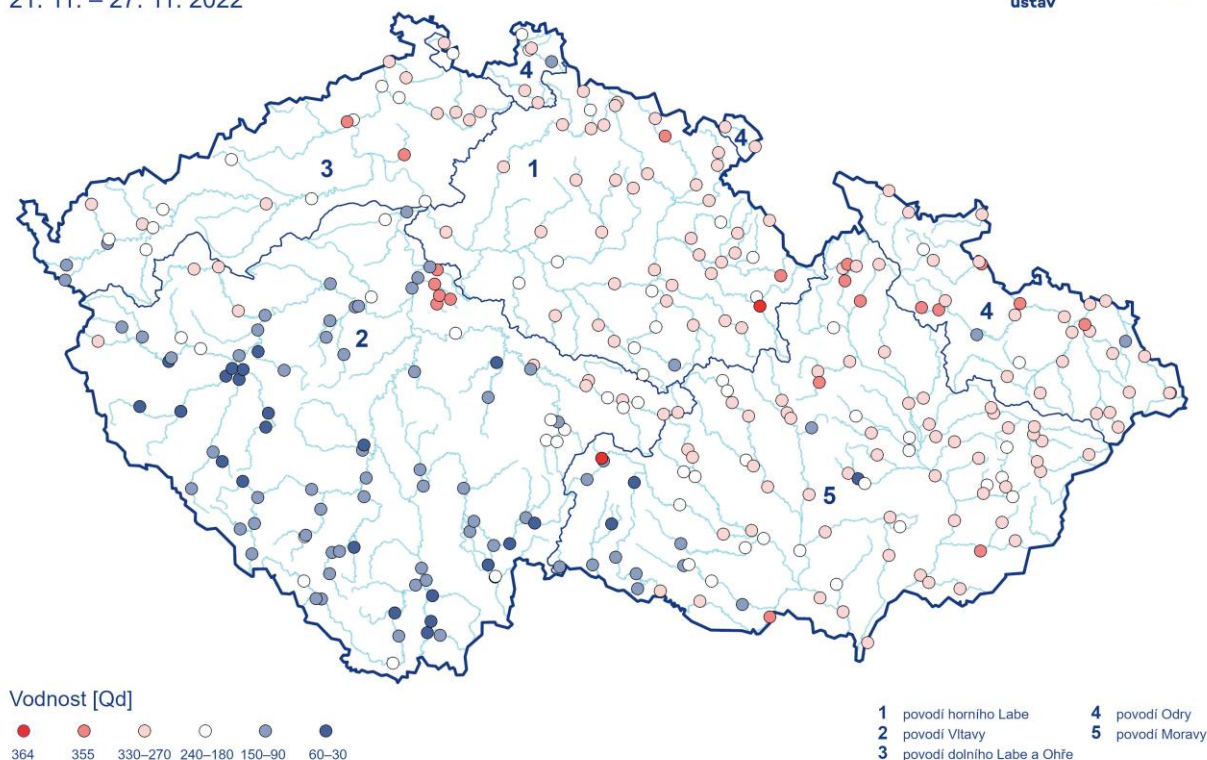 21. 11. – 27. 11. 2022
ústav
4
4
3
1
2
4
5
Vodnost [Qd]
364 355 330–270 240–180 150–90 60–30
1 povodí horního Labe
2 povodí Vltavy
3 povodí dolního Labe a Ohře
4 povodí Odry
5 povodí Moravy